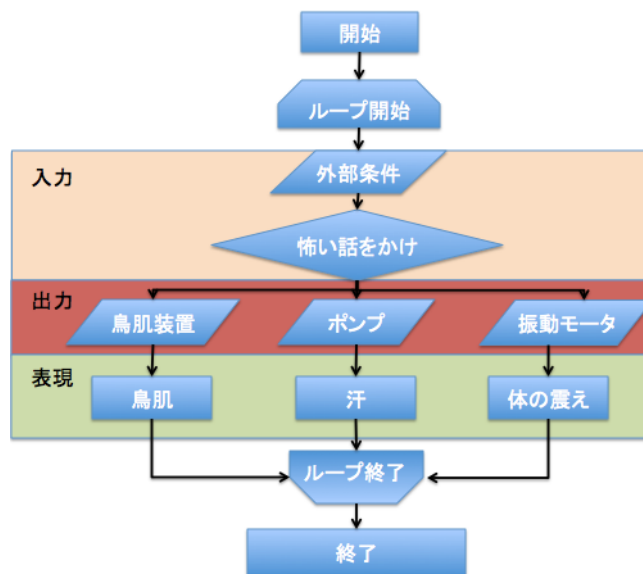 開始
ループ開始
入力
外部条件
怖い話をかけ
出力
鳥肌装置
ポンプ
振動モータ
表現
鳥肌
汗
体の震え
ループ終了
終了